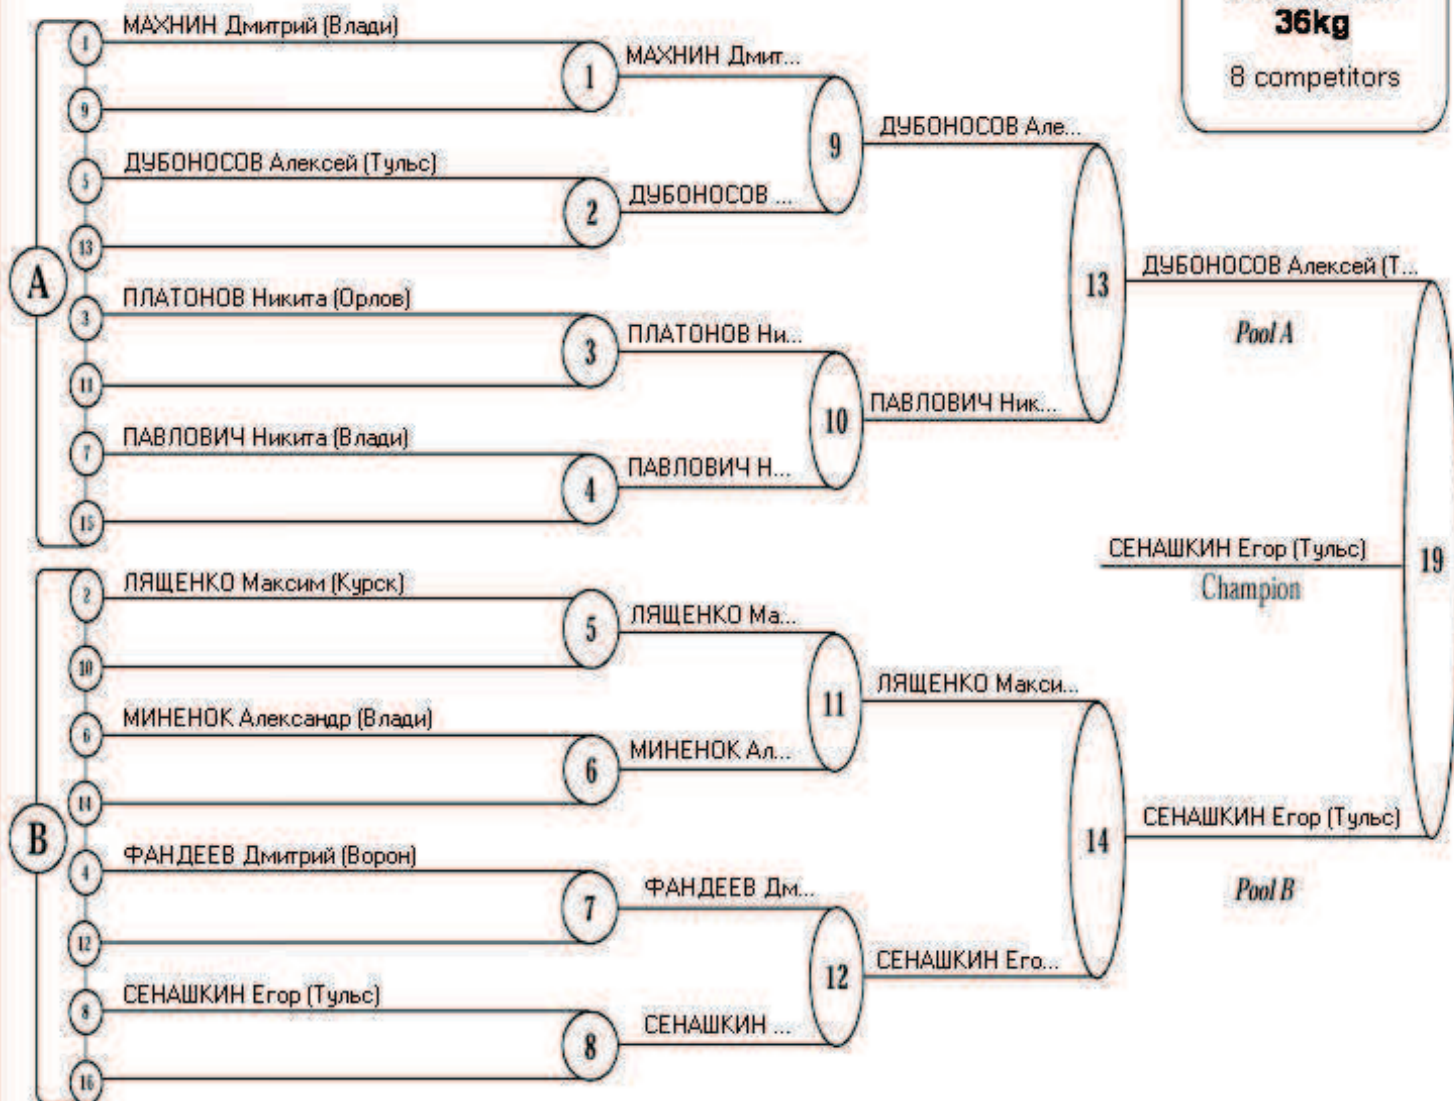 36kg
8 competitors
A
1
МАХНИН Дмитрий (Влади)
9
1
МАХНИН Дмит...
5
ДУБОНОСОВ Алексей (Тульс)
13
2
ДУБОНОСОВ ...
9
ДУБОНОСОВ Але...
3
ПЛАТОНОВ Никита (Орлов)
11
3
ПЛАТОНОВ Ни...
7
ПАВЛОВИЧ Никита (Влади)
15
4
ПАВЛОВИЧ Н...
10
ПАВЛОВИЧ Ник...
13
ДУБОНОСОВ Алексей (Т...
Pool A
B
2
ЛЯЩЕНКО Максим (Курск)
10
5
ЛЯЩЕНКО Ма...
6
МИНЕНОК Александр (Влади)
14
6
МИНЕНОК Ал...
11
ЛЯЩЕНКО Макси...
4
ФАНДЕЕВ Дмитрий (Ворон)
12
7
ФАНДЕЕВ Дм...
8
СЕНАШКИН Егор (Тульс)
16
8
СЕНАШКИН ...
12
СЕНАШКИН Его...
14
СЕНАШКИН Егор (Тульс)
Pool B
19
СЕНАШКИН Егор (Тульс)
Champion